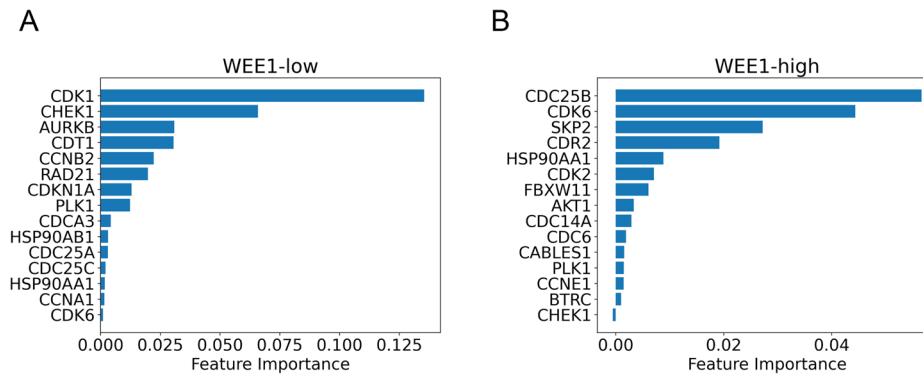 A
B
WEE1-low
CDK1
CHEK1
AURKB
CDT1
CCNB2
RAD21
CDKN1A
PLK1
CDCA3
HSP90AB1
CDC25A
CDC25C
HSP90AA1
CCNA1
CDK6
0.000 0.025 0.050 0.075 0.100 0.125
Feature Importance
WEE1-high
CDC25B
CDK6
SKP2
CDR2
HSP90AA1
CDK2
FBXW11
AKT1
CDC14A
CDC6
CABLES1
PLK1
CCNE1
BTRC
CHEK1
0.00 0.02 0.04
Feature Importance